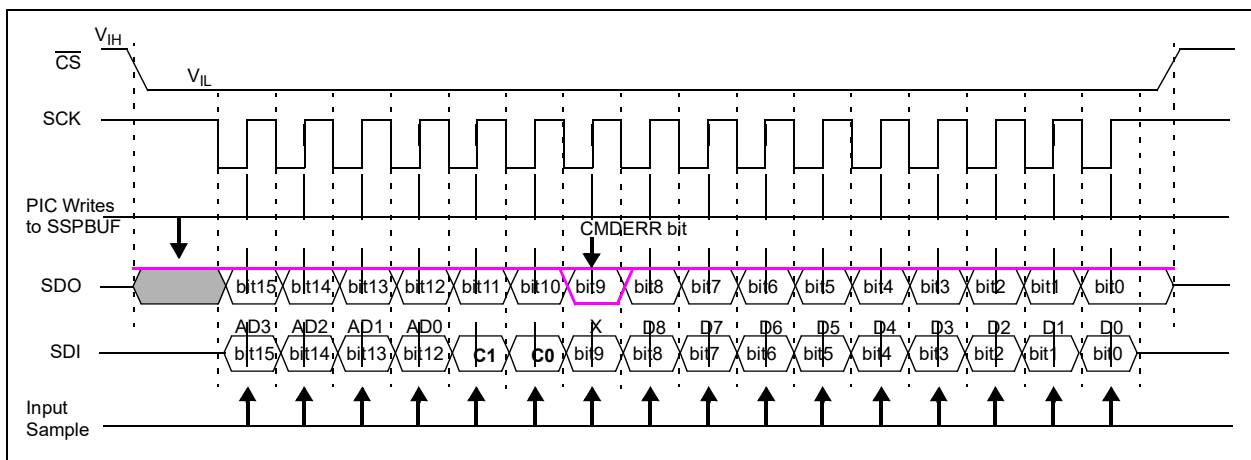 VIH
CS
VIL
SCK
PIC Writes
to SSPBUF
CMDERR bit
SDO bit15 bit14 bit13 bit12 bit11 bit10 bit9 bit8 bit7 bit6 bit5 bit4 bit3 bit2 bit1 bit0
AD3 AD2 AD1 AD0 X D8 D7 D6 D5 D4 D3 D2 D1 D0
SDI bit15 bit14 bit13 bit12 C1 C0 bit9 bit8 bit7 bit6 bit5 bit4 bit3 bit2 bit1 bit0
Input
Sample